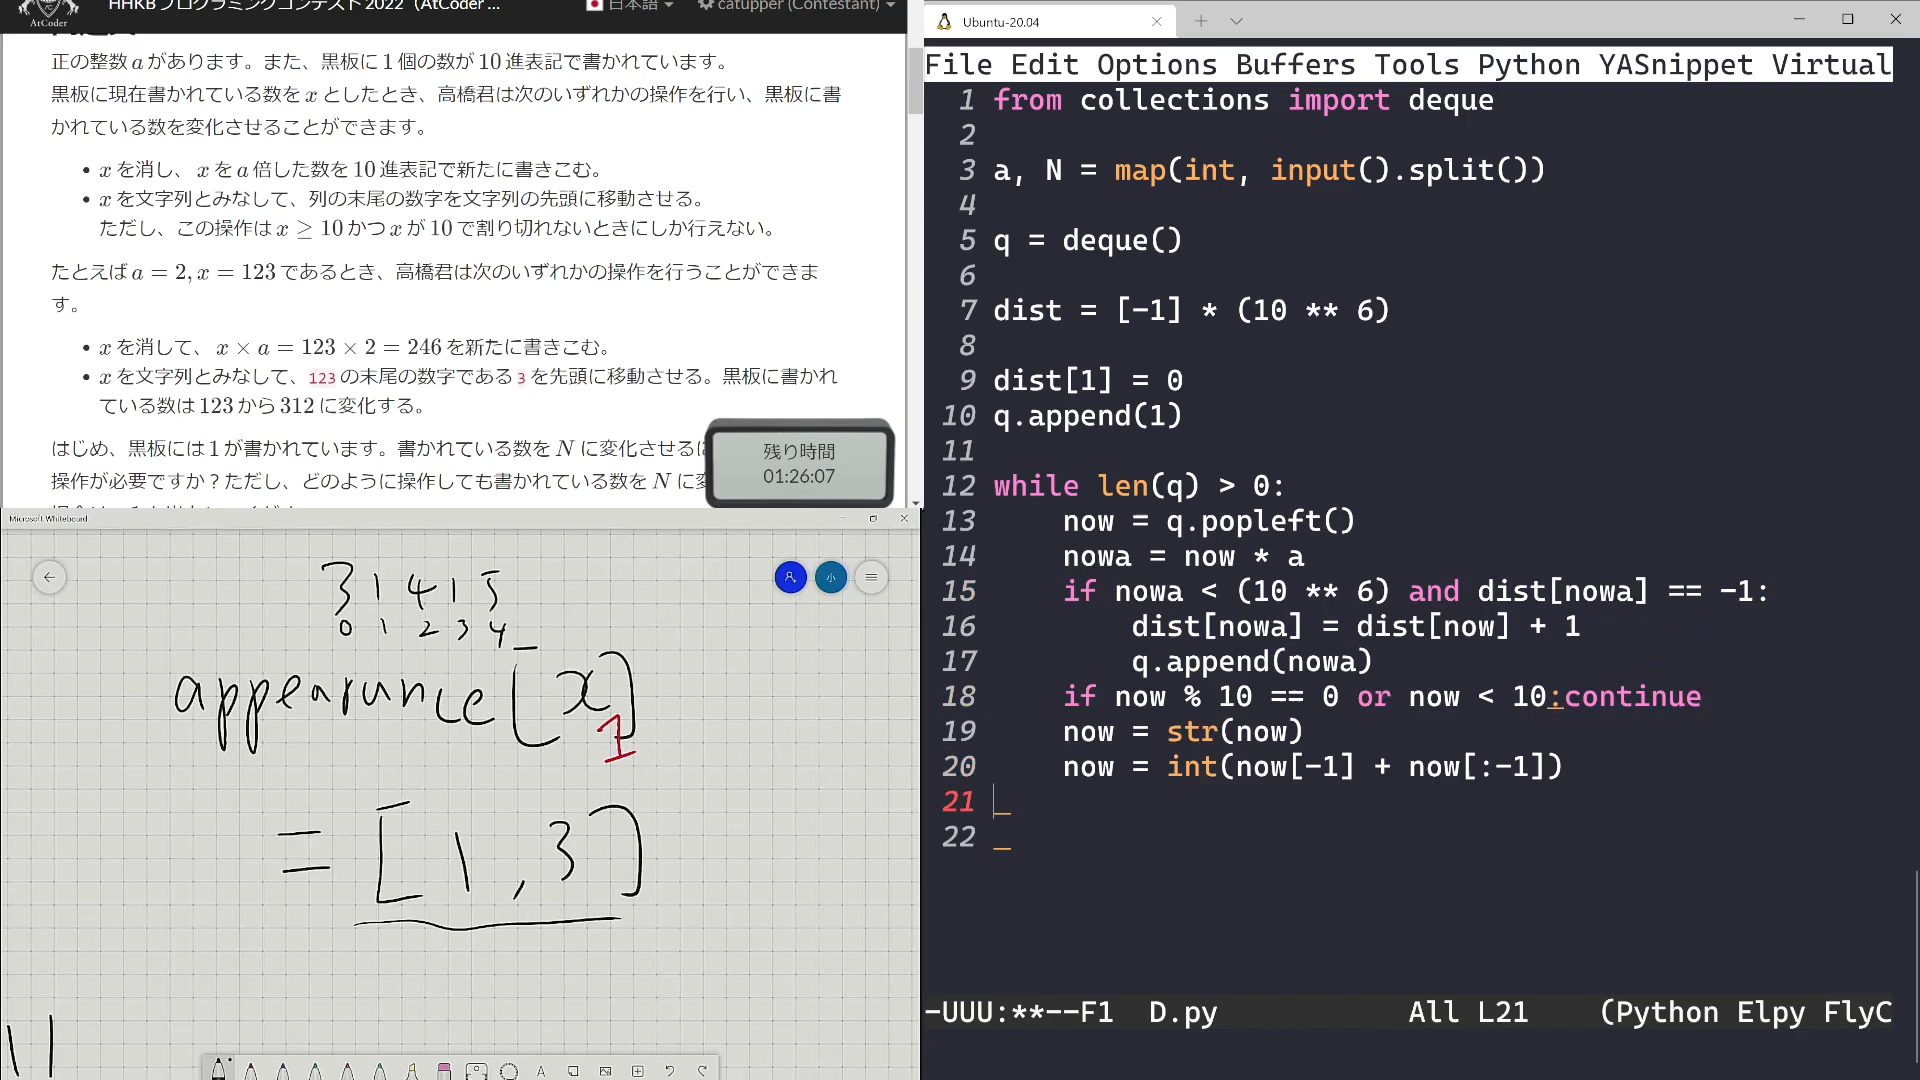 AtCoder
HHKB プログラミングコンテスト 2022（AtCoder ...
日本語
catupper (Contestant)
正の整数 a があります。また、黒板に 1 個の数が 10 進表記で書かれています。
黒板に現在書かれている数を x としたとき、高橋君は次のいずれかの操作を行い、黒板に書
かれている数を変化させることができます。
• x を消し、 x を a 倍した数を 10 進表記で新たに書きこむ。
• x を文字列とみなして、列の末尾の数字を文字列の先頭に移動させる。
ただし、この操作は x ≥ 10 かつ x が 10 で割り切れないときにしか行えない。
たとえば a = 2, x = 123 であるとき、高橋君は次のいずれかの操作を行うことができま
す。
• x を消して、 x × a = 123 × 2 = 246 を新たに書きこむ。
• x を文字列とみなして、 123 の末尾の数字である 3 を先頭に移動させる。黒板に書かれ
ている数は 123 から 312 に変化する。
はじめ、黒板には 1 が書かれています。書かれている数を N に変化させるに
操作が必要ですか？ただし、どのように操作しても書かれている数を N に変
残り時間
01:26:07
Microsoft Whiteboard
小
3 1 4 1 5
0 1 2 3 4
appearance[x]
1
= [1, 3]
A
Ubuntu-20.04
File Edit Options Buffers Tools Python YASnippet Virtual
1 from collections import deque
2
3 a, N = map(int, input().split())
4
5 q = deque()
6
7 dist = [-1] * (10 ** 6)
8
9 dist[1] = 0
10 q.append(1)
11
12 while len(q) > 0:
13 now = q.popleft()
14 nowa = now * a
15 if nowa < (10 ** 6) and dist[nowa] == -1:
16 dist[nowa] = dist[now] + 1
17 q.append(nowa)
18 if now % 10 == 0 or now < 10:continue
19 now = str(now)
20 now = int(now[-1] + now[:-1])
21 _
22 _
-UUU:**--F1 D.py All L21 (Python Elpy FlyC